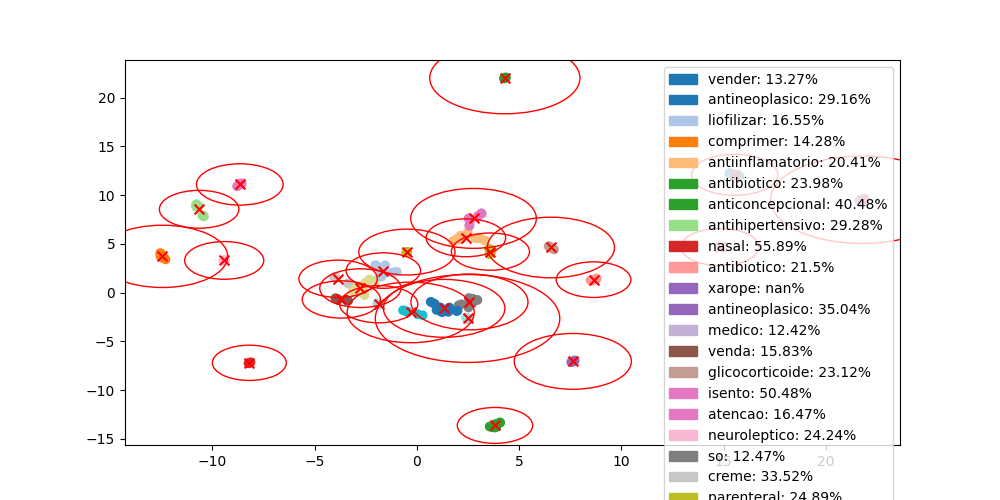 20
15
10
5
0
−5
−10
−15
−10
−5
0
5
10
15
20
vender: 13.27%
antineoplasico: 29.16%
liofilizar: 16.55%
comprimer: 14.28%
antiinflamatorio: 20.41%
antibiotico: 23.98%
anticoncepcional: 40.48%
antihipertensivo: 29.28%
nasal: 55.89%
antibiotico: 21.5%
xarope: nan%
antineoplasico: 35.04%
medico: 12.42%
venda: 15.83%
glicocorticoide: 23.12%
isento: 50.48%
atencao: 16.47%
neuroleptico: 24.24%
so: 12.47%
creme: 33.52%
parenteral: 24.89%